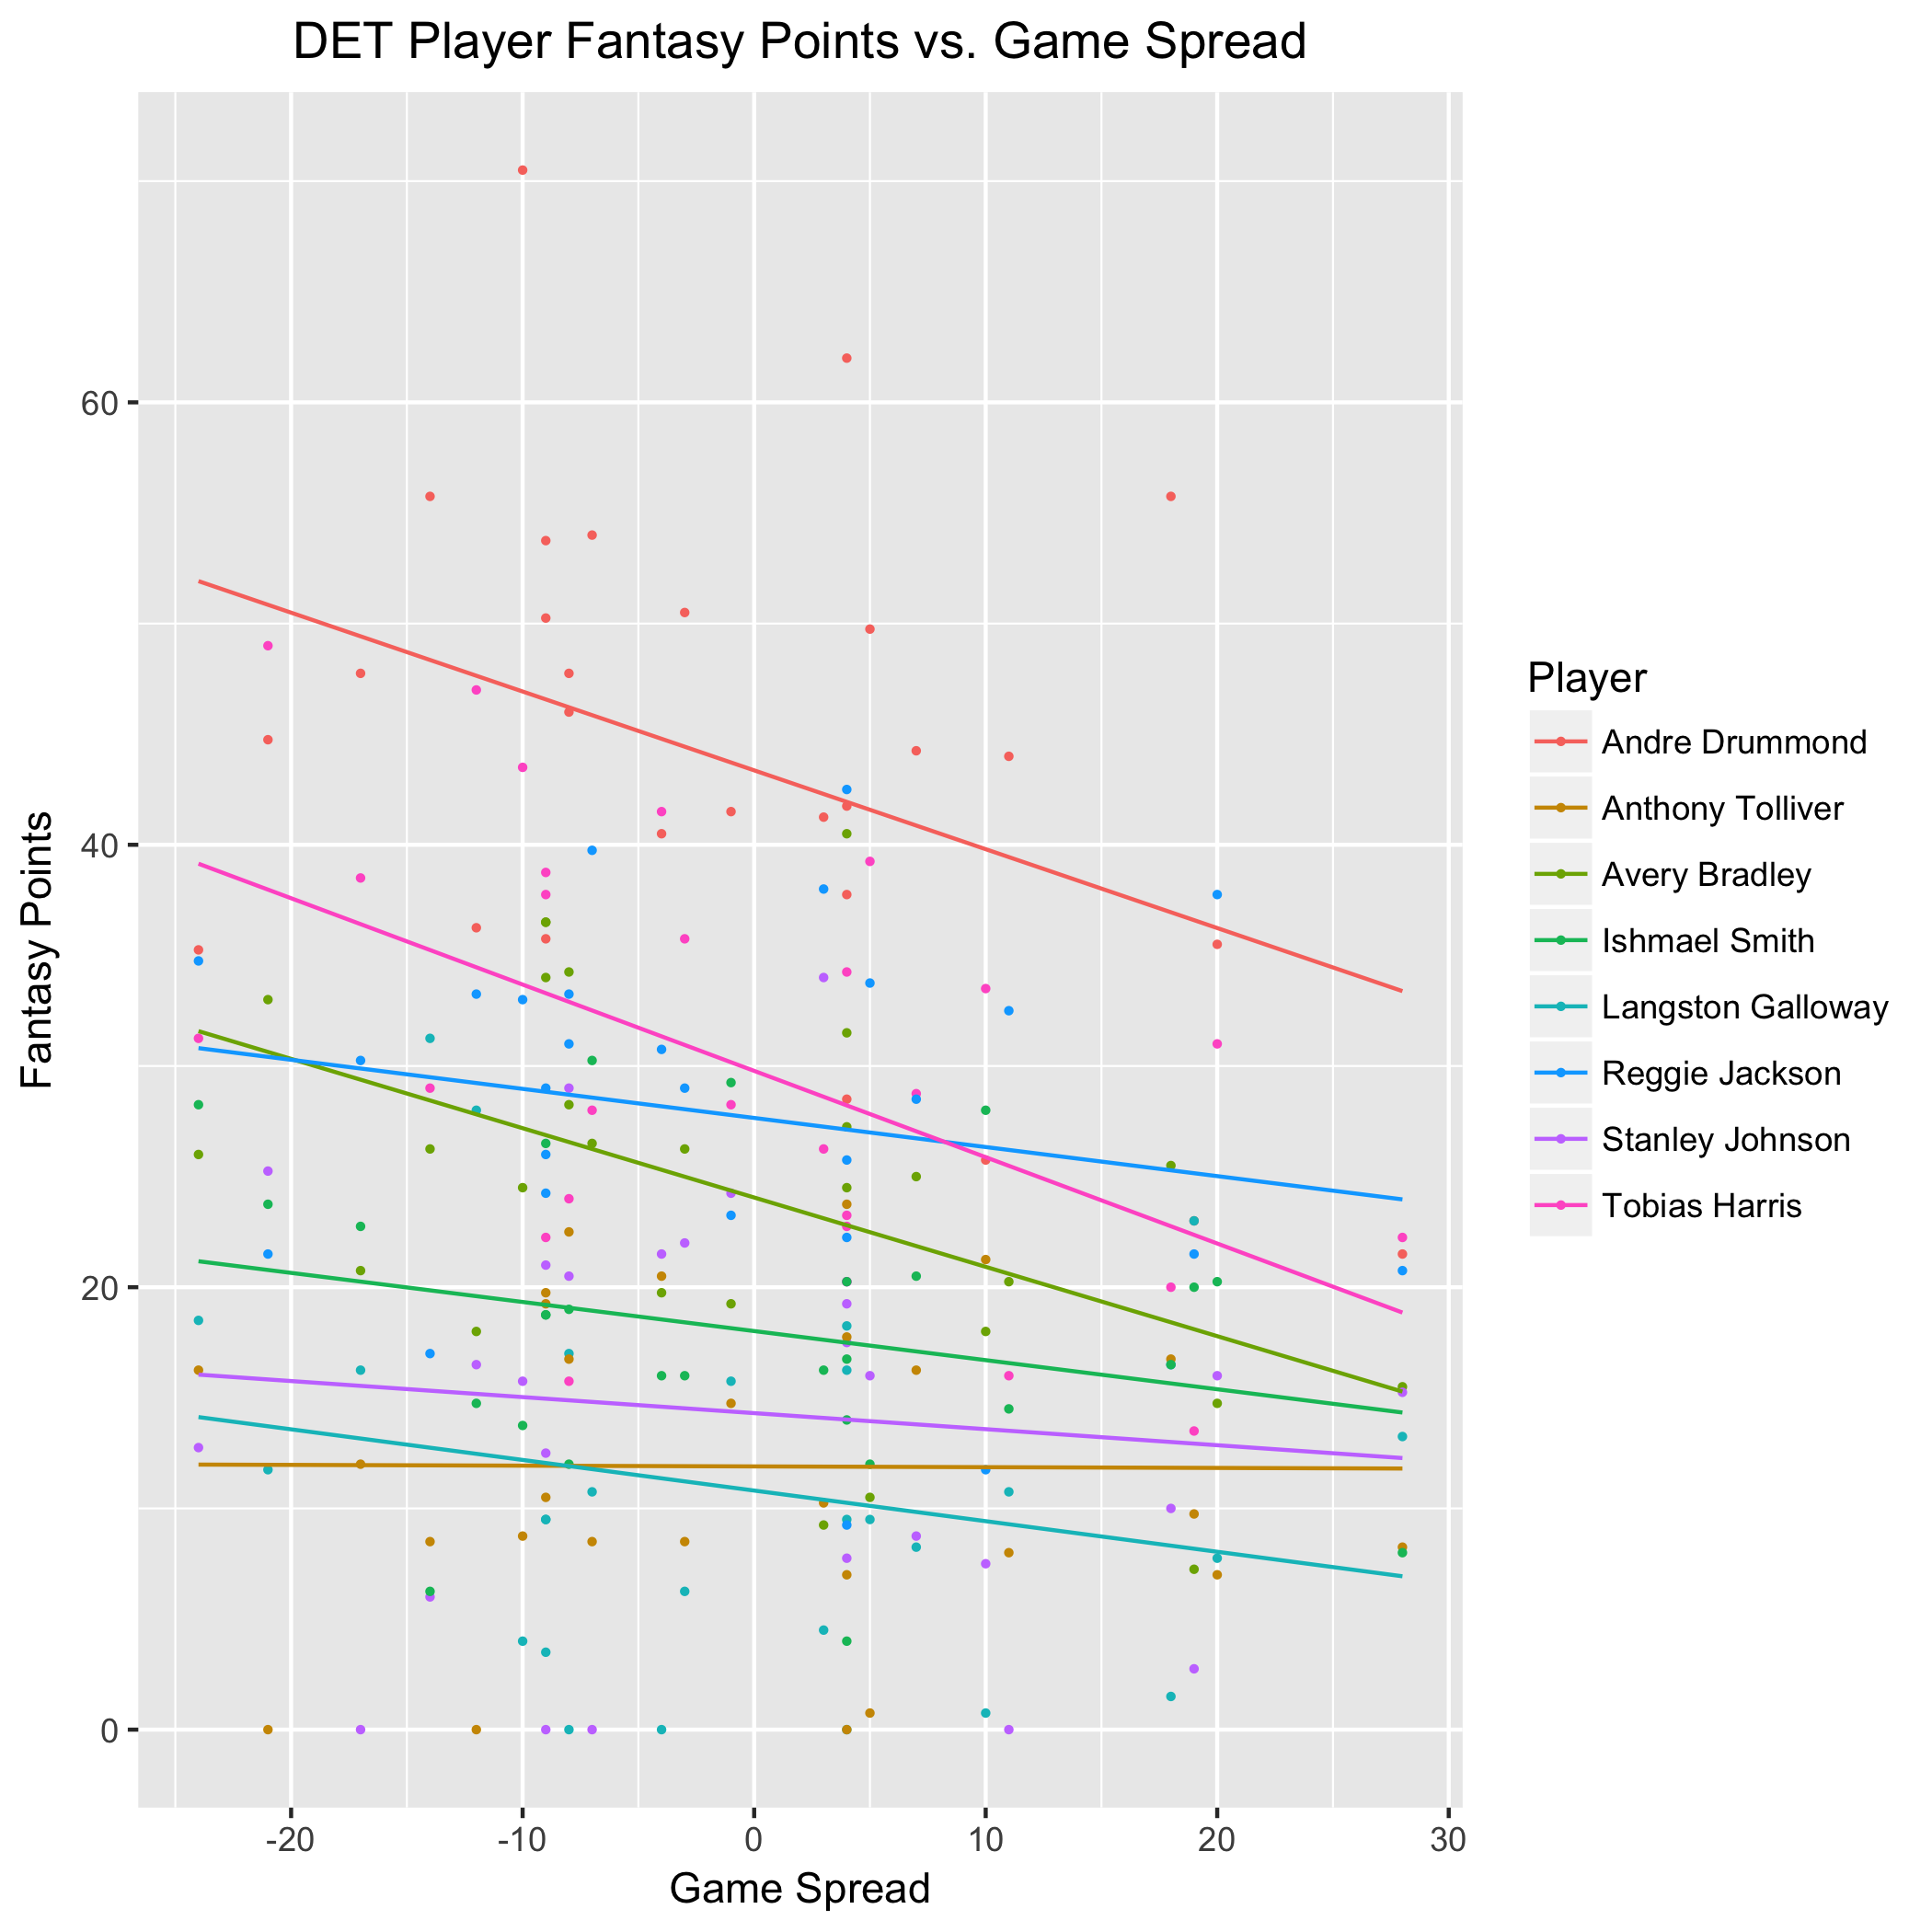 DET Player Fantasy Points vs. Game Spread
Fantasy Points
60
40
20
0
-20
-10
0
10
20
30
Game Spread
Player
Andre Drummond
Anthony Tolliver
Avery Bradley
Ishmael Smith
Langston Galloway
Reggie Jackson
Stanley Johnson
Tobias Harris